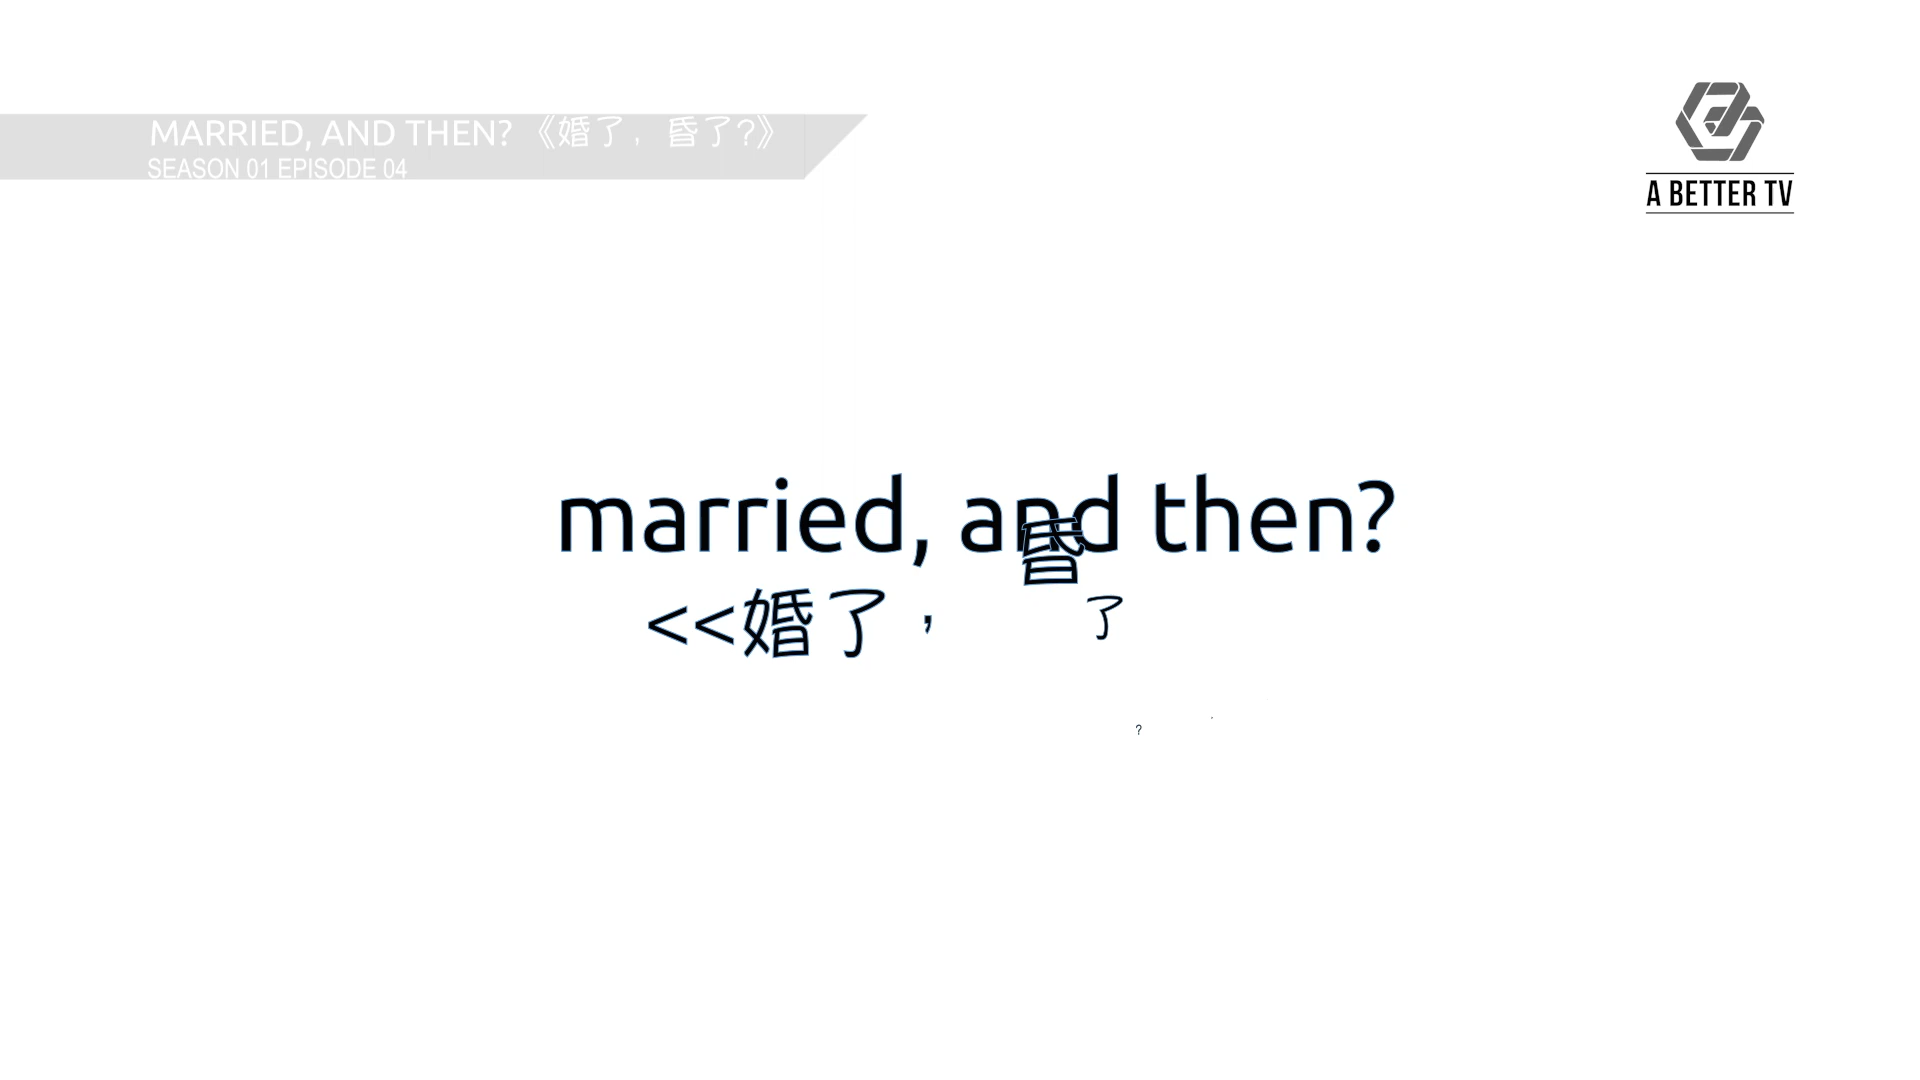 MARRIED, AND THEN? 《婚了，昏了?》
SEASON 01 EPISODE 04
A BETTER TV
married, and then?
<<婚了，昏了?